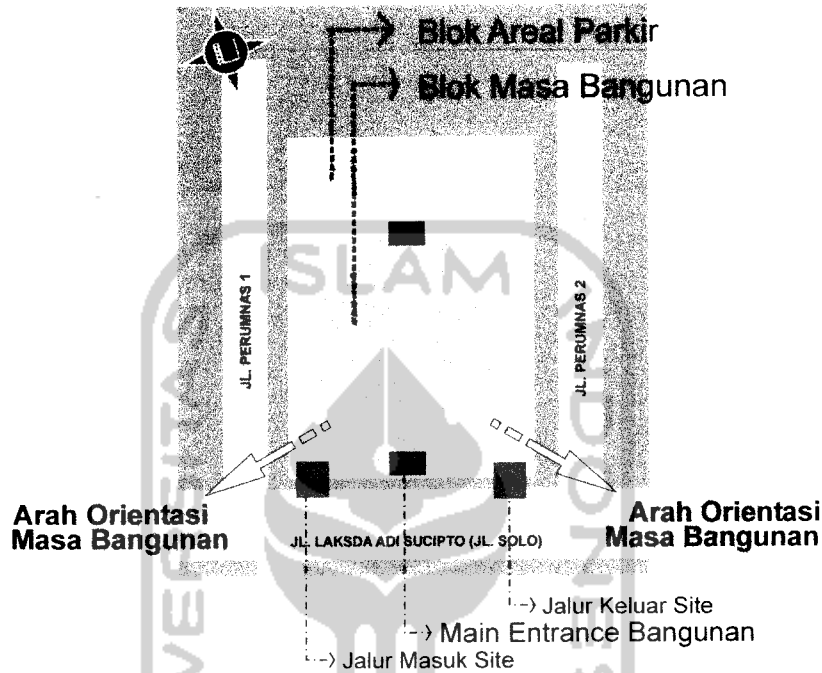 Blok Areal Parkir
Blok Masa Bangunan
ISLAM
JL. PERUMNAS 1
JL. PERUMNAS 2
Arah Orientasi
Masa Bangunan
Arah Orientasi
Masa Bangunan
JL. LAKSDA ADI SUCIPTO (JL. SOLO)
Jalur Keluar Site
Main Entrance Bangunan
Jalur Masuk Site